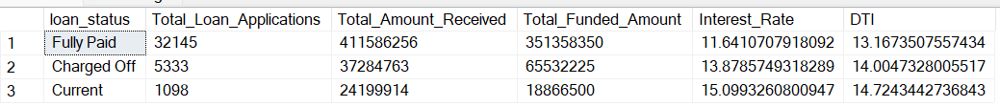 loan_status Total_Loan_Applications Total_Amount_Received Total_Funded_Amount Interest_Rate DTI
1 Fully Paid 32145 411586256 351358350 11.6410707918092 13.1673507557434
2 Charged Off 5333 37284763 65532225 13.8785749318289 14.0047328005517
3 Current 1098 24199914 18866500 15.0993260800947 14.7243442736843